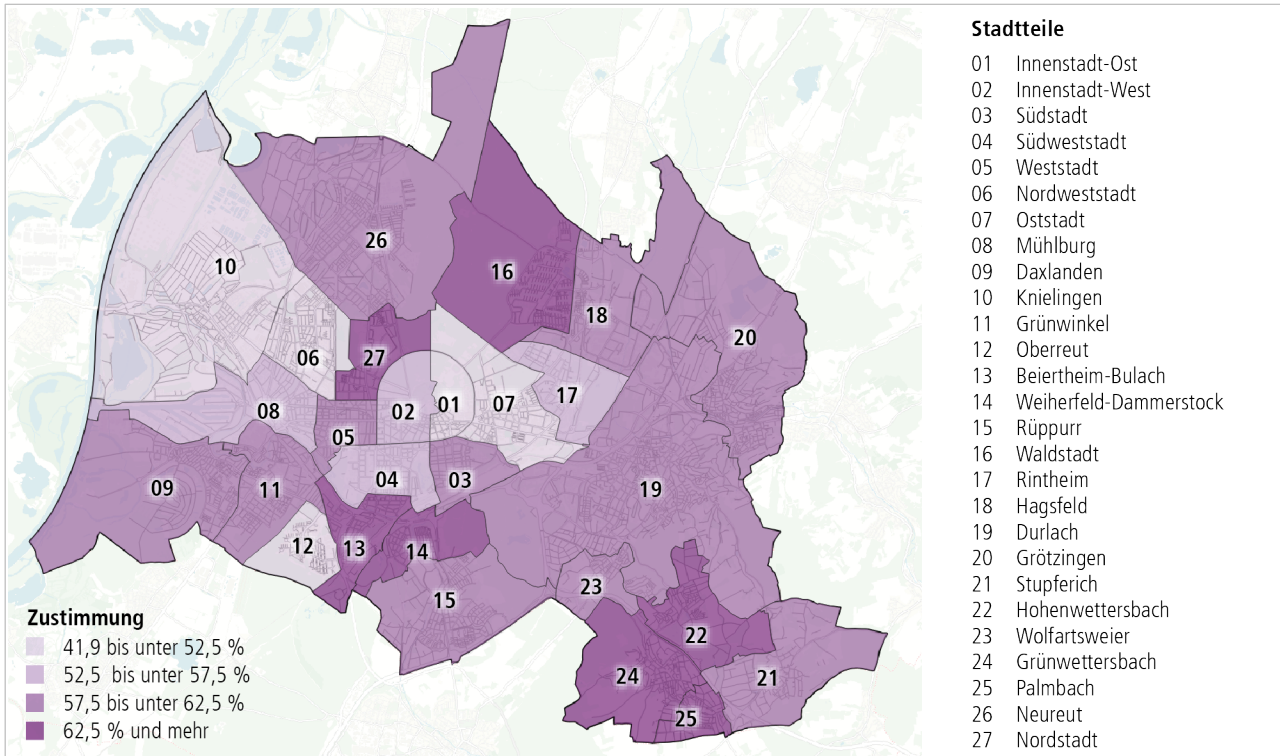 26
10
16
18
20
06
27
17
08
02
01
07
05
04
03
09
11
19
12
13
14
23
15
22
24
21
25
Zustimmung
41,9 bis unter 52,5 %
52,5 bis unter 57,5 %
57,5 bis unter 62,5 %
62,5 % und mehr
Stadtteile
01 Innenstadt-Ost
02 Innenstadt-West
03 Südstadt
04 Südweststadt
05 Weststadt
06 Nordweststadt
07 Oststadt
08 Mühlburg
09 Daxlanden
10 Knielingen
11 Grünwinkel
12 Oberreut
13 Beiertheim-Bulach
14 Weiherfeld-Dammerstock
15 Rüppurr
16 Waldstadt
17 Rintheim
18 Hagsfeld
19 Durlach
20 Grötzingen
21 Stupferich
22 Hohenwettersbach
23 Wolfartsweier
24 Grünwettersbach
25 Palmbach
26 Neureut
27 Nordstadt